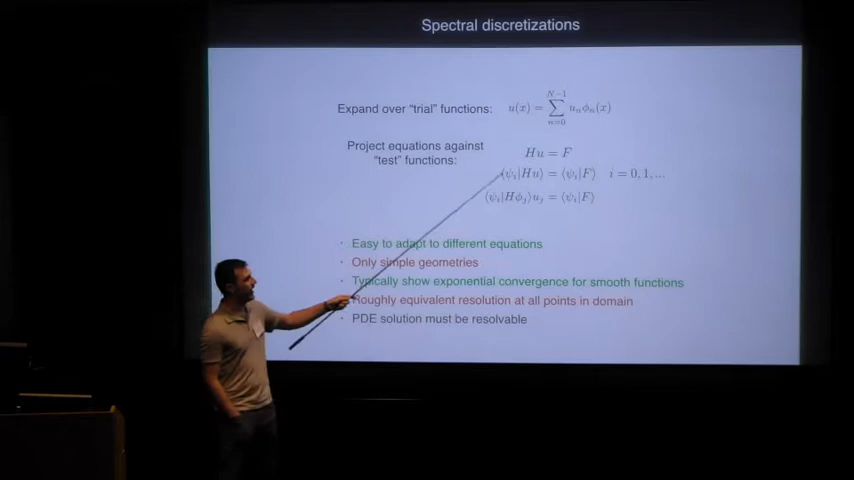 Spectral discretizations
Expand over "trial" functions: u(x) = \sum_{n=0}^{N-1} u_n \phi_n(x)
Project equations against
"test" functions:
Hu = F
⟨ψ_i|Hu⟩ = ⟨ψ_i|F⟩ i = 0, 1, ...
⟨ψ_i|Hφ_j⟩u_j = ⟨ψ_i|F⟩
· Easy to adapt to different equations
· Only simple geometries
· Typically show exponential convergence for smooth functions
· Roughly equivalent resolution at all points in domain
· PDE solution must be resolvable